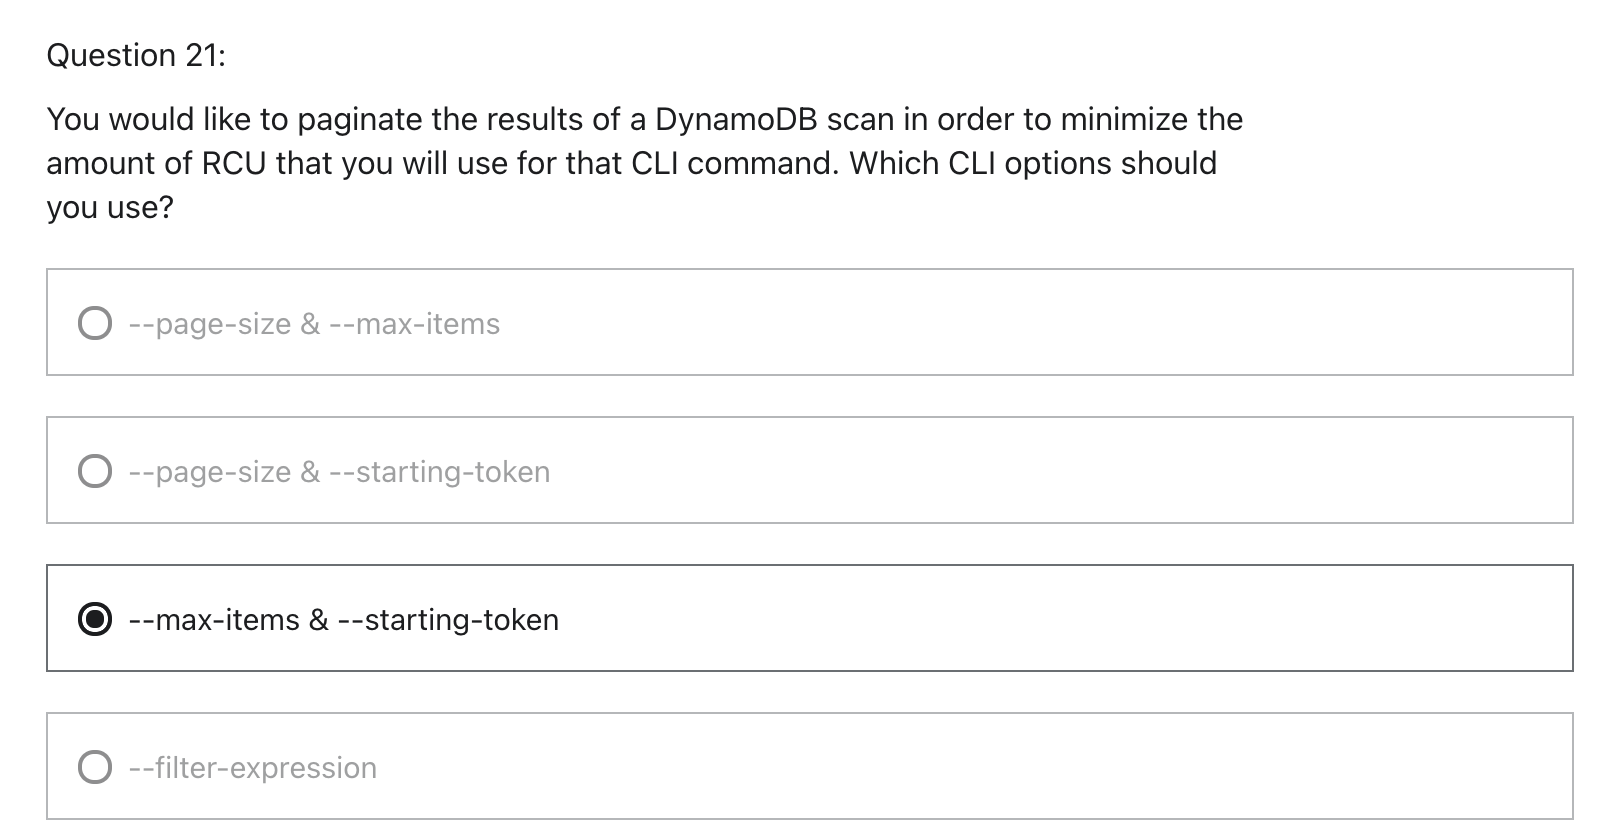 Question 21:
You would like to paginate the results of a DynamoDB scan in order to minimize the
amount of RCU that you will use for that CLI command. Which CLI options should
you use?
--page-size & --max-items
--page-size & --starting-token
--max-items & --starting-token
--filter-expression